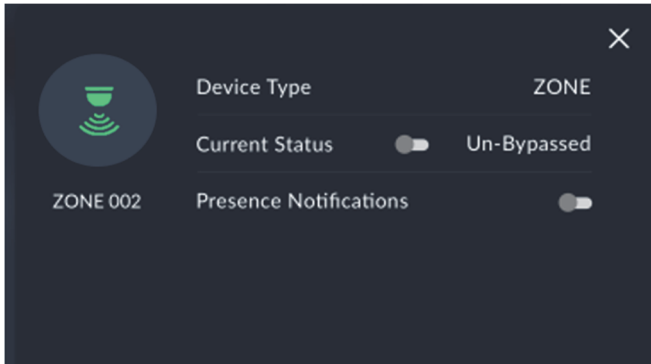 Device Type ZONE
Current Status Un-Bypassed
ZONE 002 Presence Notifications